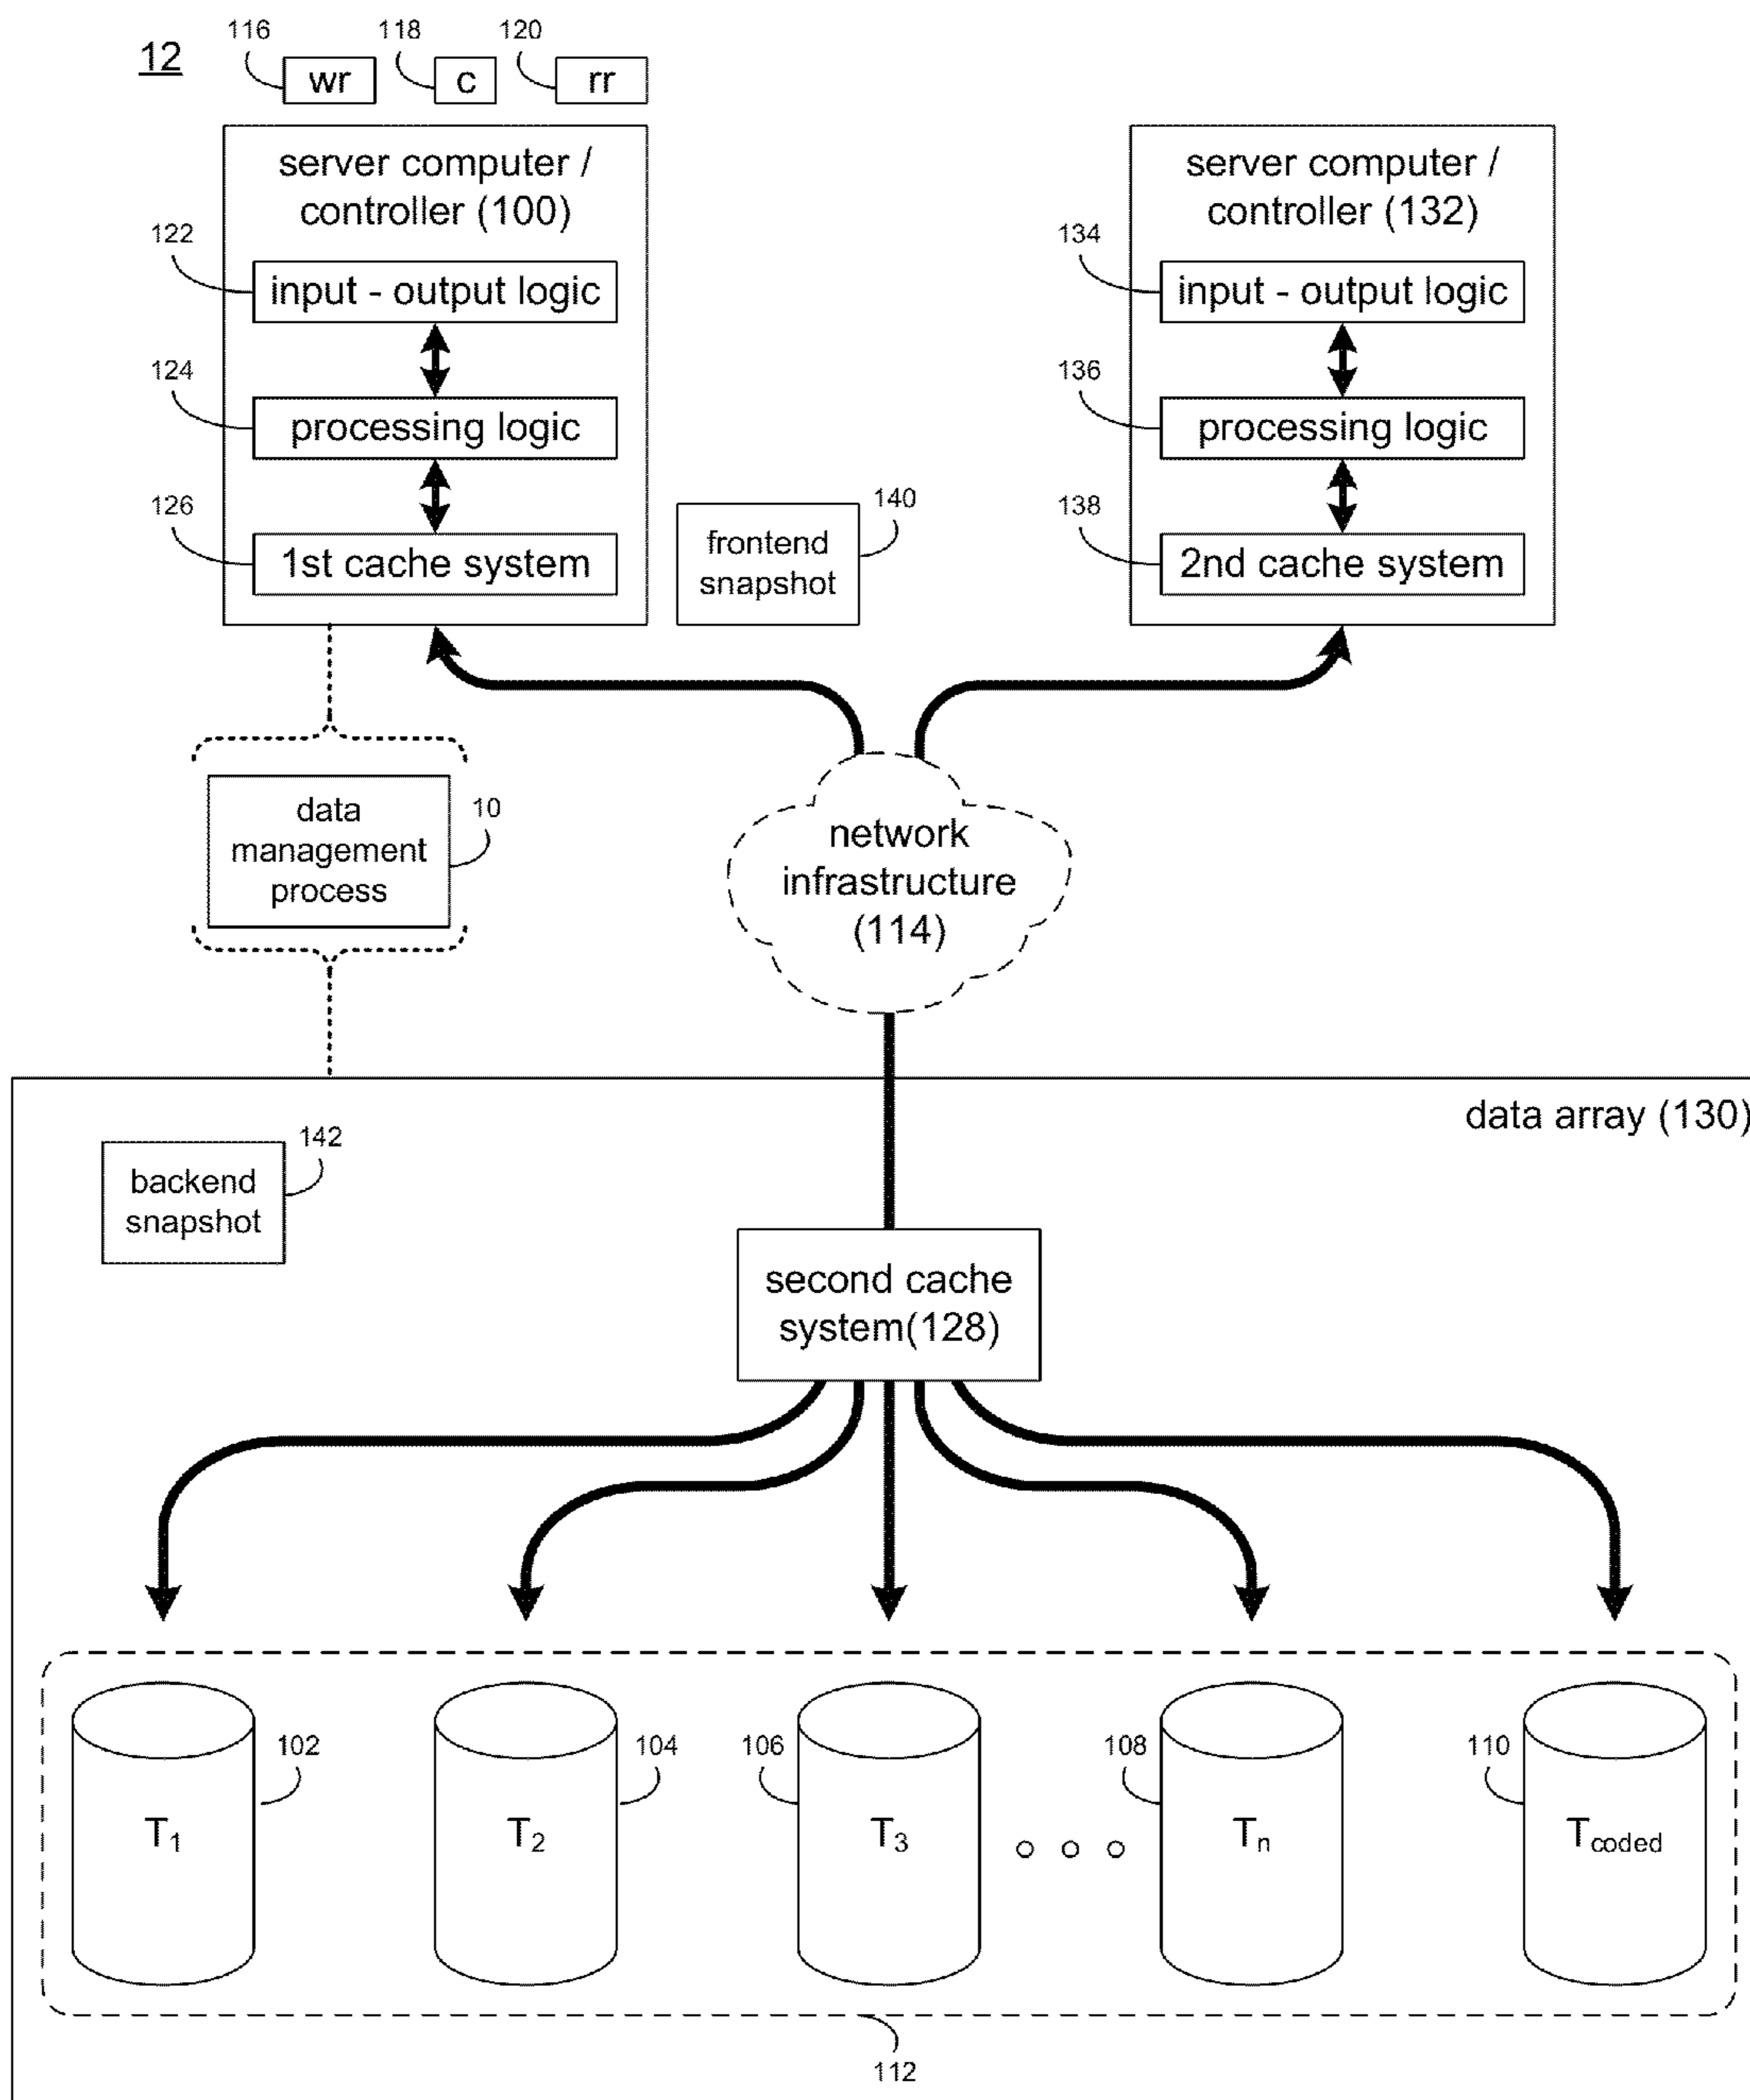 12
116
wr
118
c
120
rr
server computer /
controller (100)
122
input - output logic
124
processing logic
126
1st cache system
server computer /
controller (132)
134
input - output logic
136
processing logic
138
2nd cache system
140
frontend
snapshot
data
management
process
10
network
infrastructure
(114)
data array (130)
142
backend
snapshot
second cache
system(128)
102
T1
104
T2
106
T3
108
Tn
110
Tcoded
112